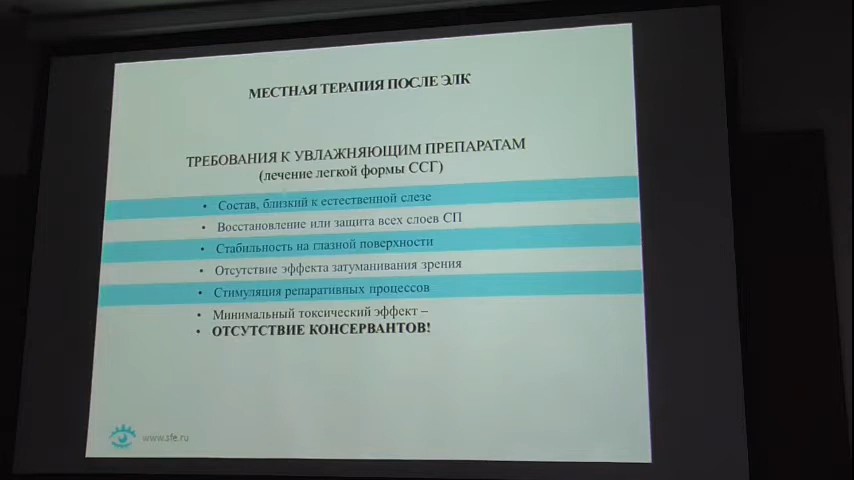 МЕСТНАЯ ТЕРАПИЯ ПОСЛЕ ЭЛК
ТРЕБОВАНИЯ К УВЛАЖНЯЮЩИМ ПРЕПАРАТАМ
(лечение легкой формы ССГ)
• Состав, близкий к естественной слезе
• Восстановление или защита всех слоев СП
• Стабильность на глазной поверхности
• Отсутствие эффекта затуманивания зрения
• Стимуляция репаративных процессов
• Минимальный токсический эффект –
• ОТСУТСТВИЕ КОНСЕРВАНТОВ!
www.sfe.ru